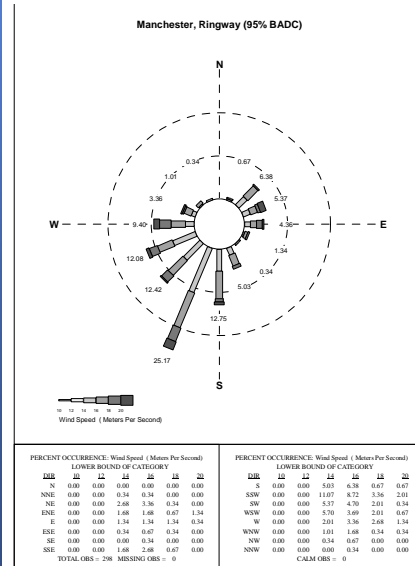 Manchester, Ringway (95% BADC)
N
0.34
0.67
1.01
6.38
3.36
5.37
W
9.40
4.36
E
12.08
1.34
0.34
12.42
5.03
12.75
25.17
S
10 12 14 16 18 20
Wind Speed ( Meters Per Second)
PERCENT OCCURRENCE: Wind Speed ( Meters Per Second)
LOWER BOUND OF CATEGORY
DIR 10 12 14 16 18 20
N 0.00 0.00 0.00 0.00 0.00 0.00
NNE 0.00 0.00 0.34 0.34 0.00 0.00
NE 0.00 0.00 2.68 3.36 0.34 0.00
ENE 0.00 0.00 1.68 1.68 0.67 1.34
E 0.00 0.00 1.34 1.34 1.34 0.34
ESE 0.00 0.00 0.34 0.67 0.34 0.00
SE 0.00 0.00 0.00 0.34 0.00 0.00
SSE 0.00 0.00 1.68 2.68 0.67 0.00
TOTAL OBS = 298 MISSING OBS = 0
PERCENT OCCURRENCE: Wind Speed ( Meters Per Second)
LOWER BOUND OF CATEGORY
DIR 10 12 14 16 18 20
S 0.00 0.00 5.03 6.38 0.67 0.67
SSW 0.00 0.00 11.07 8.72 3.36 2.01
SW 0.00 0.00 5.37 4.70 2.01 0.34
WSW 0.00 0.00 5.70 3.69 2.01 0.67
W 0.00 0.00 2.01 3.36 2.68 1.34
WNW 0.00 0.00 1.01 1.68 0.34 0.34
NW 0.00 0.00 0.34 0.67 0.00 0.00
NNW 0.00 0.00 0.00 0.34 0.00 0.00
CALM OBS = 0